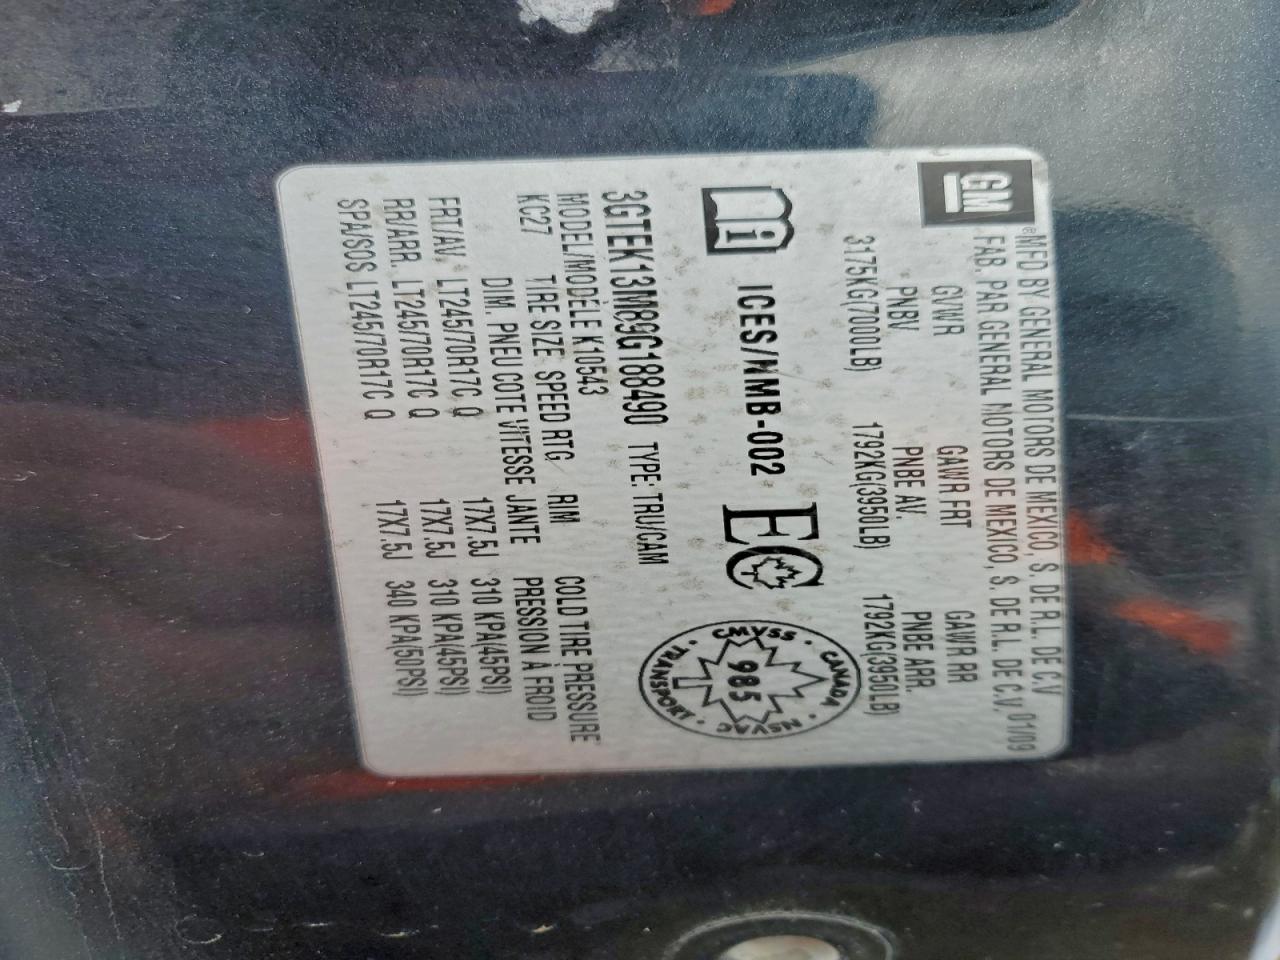 GM
®MFD BY GENERAL MOTORS DE MEXICO, S. DE R.L. DE C.V
FAB. PAR GENERAL MOTORS DE MEXICO, S. DE R.L. DE C.V. 01/09
GVWR GAWR FRT GAWR RR
PNBV PNBE AV. PNBE ARR.
3175KG(7000LB) 1792KG(3950LB) 1792KG(3950LB)
i ICES/NMB-002 EC
CMVSS · CANADA · NSVAC · TRANSPORT ·
985
3GTEK13M89G188490 TYPE: TRU/CAM
MODEL/MODÈLE K10543
KC27 TIRE SIZE SPEED RTG RIM COLD TIRE PRESSURE
DIM. PNEU COTE VITESSE JANTE PRESSION À FROID
FRT/AV. LT245/70R17C Q 17X7.5J 310 KPA(45PSI)
RR/ARR. LT245/70R17C Q 17X7.5J 310 KPA(45PSI)
SPA/SOS LT245/70R17C Q 17X7.5J 340 KPA(50PSI)